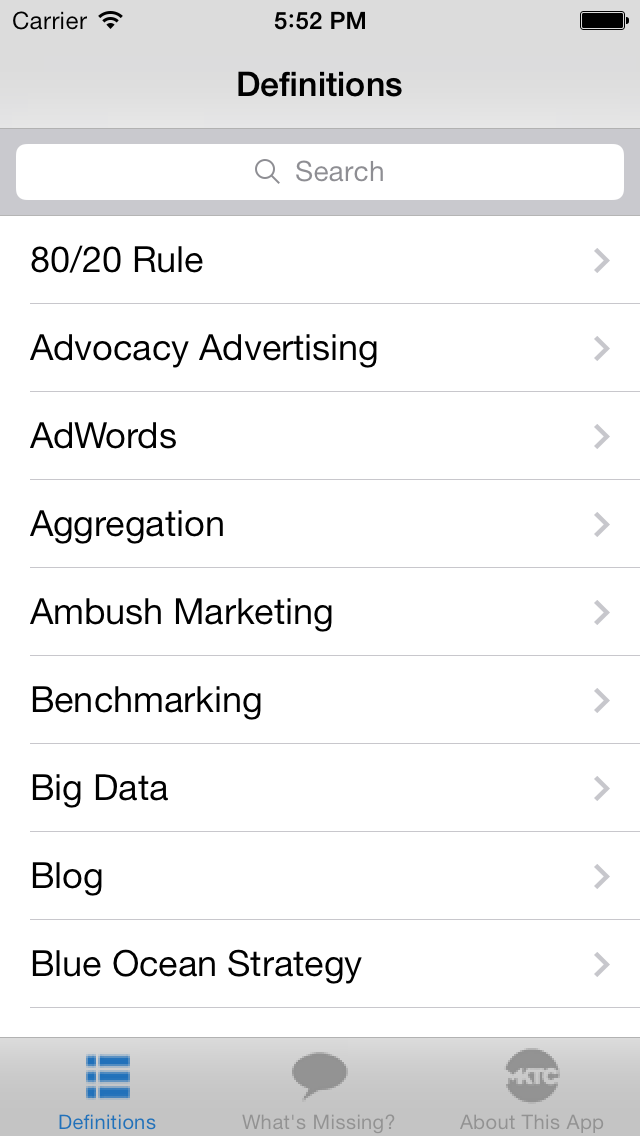 Carrier 5:52 PM
Definitions
Search
80/20 Rule
Advocacy Advertising
AdWords
Aggregation
Ambush Marketing
Benchmarking
Big Data
Blog
Blue Ocean Strategy
MKTC
Definitions What's Missing? About This App